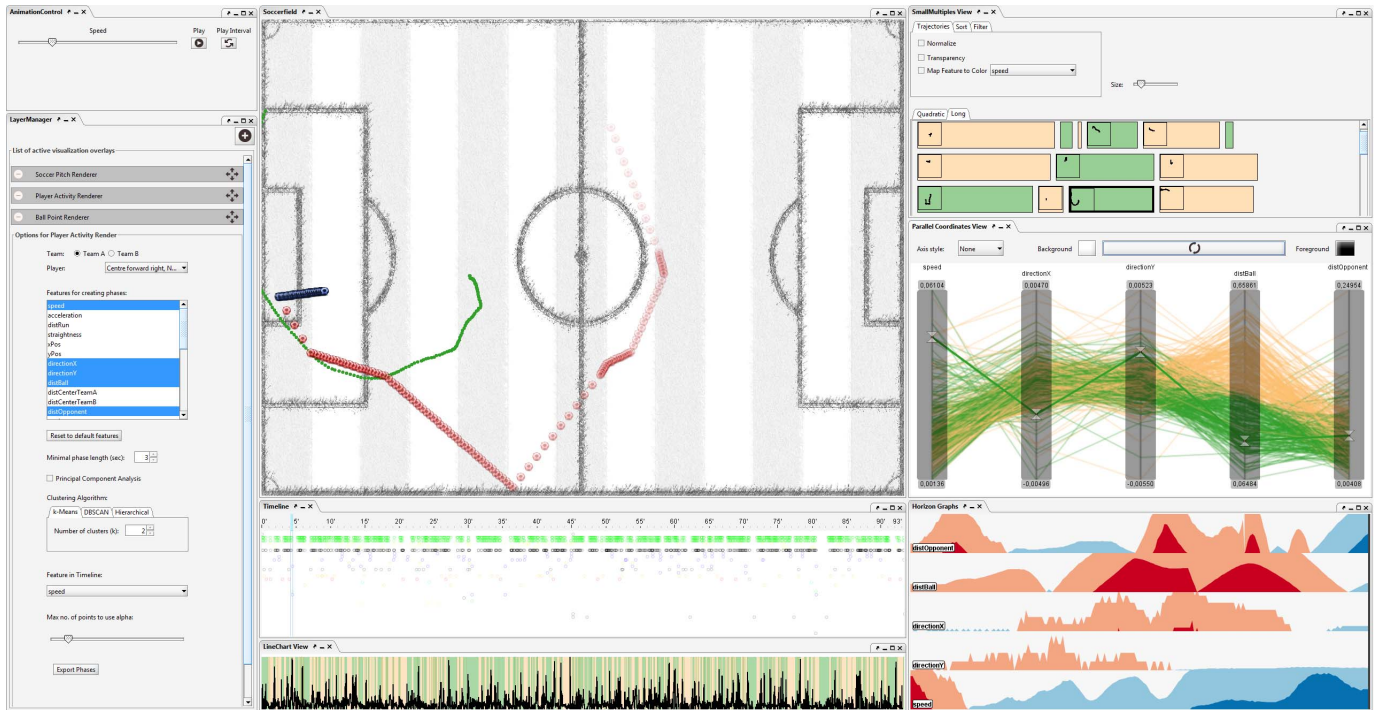 AnimationControl
Speed
Play
Play Interval
LayerManager
List of active visualization overlays
Soccer Pitch Renderer
Player Activity Renderer
Ball Point Renderer
Options for Player Activity Render
Team: Team A Team B
Player: Centre forward right, N...
Features for creating phases:
speed
acceleration
distRun
straightness
xPos
yPos
directionX
directionY
distBall
distCenterTeamA
distCenterTeamB
distOpponent
Reset to default features
Minimal phase length (sec): 3
Principal Component Analysis
Clustering Algorithm:
k-Means DBSCAN Hierarchical
Number of clusters (k): 2
Feature in Timeline:
speed
Max no. of points to use alpha:
Export Phases
Soccerfield
Timeline
0' 5' 10' 15' 20' 25' 30' 35' 40' 45' 50' 55' 60' 65' 70' 75' 80' 85' 90' 93'
LineChart View
SmallMultiples View
Trajectories Sort Filter
Normalize
Transparency
Map Feature to Color speed
Size:
Quadratic Long
Parallel Coordinates View
Axis style: None Background Foreground
speed directionX directionY distBall distOpponent
0,06104 0,00470 0,00523 0,65861 0,24954
0,00136 -0,00496 -0,00550 0,06484 0,00408
Horizon Graphs
distOpponent
distBall
directionX
directionY
speed